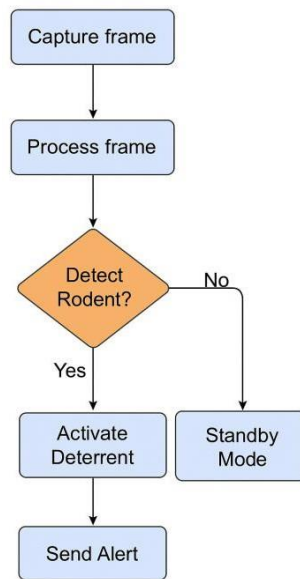 Capture frame
Process frame
Detect
Rodent?
No
Yes
Activate
Deterrent
Standby
Mode
Send Alert